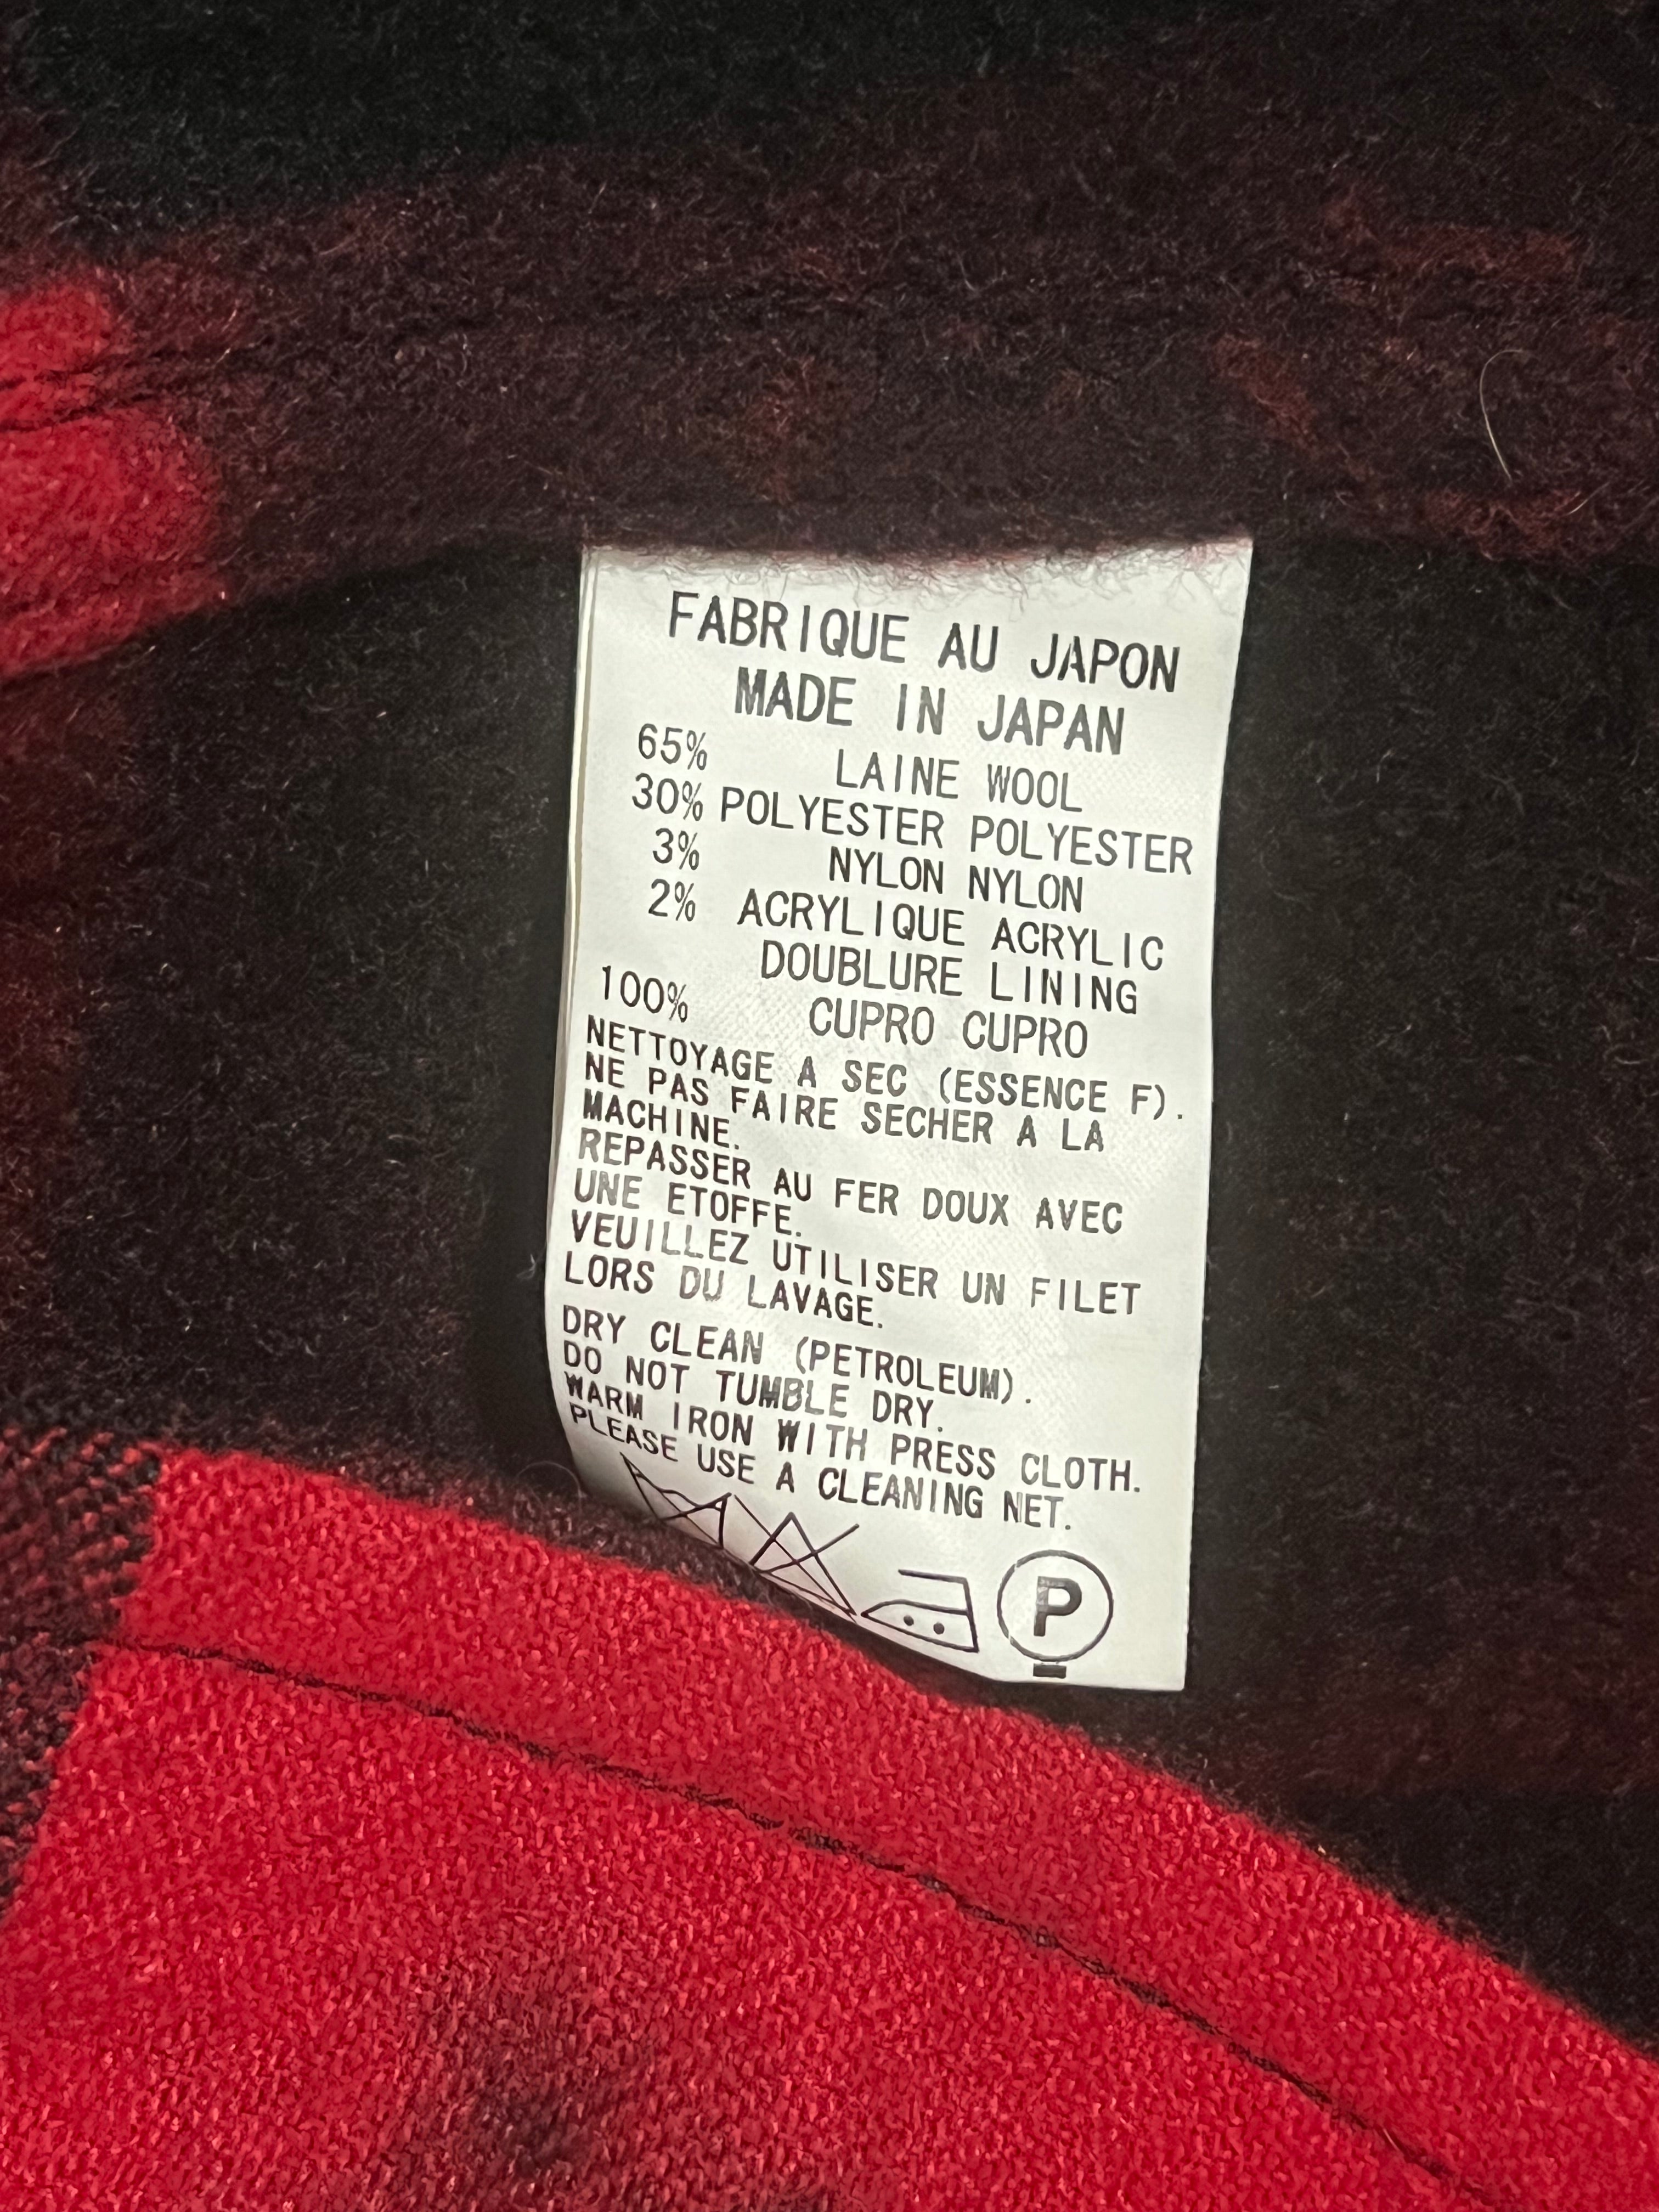 FABRIQUE AU JAPON
MADE IN JAPAN
65% LAINE WOOL
30% POLYESTER POLYESTER
3% NYLON NYLON
2% ACRYLIQUE ACRYLIC
DOUBLURE LINING
100% CUPRO CUPRO
NETTOYAGE A SEC (ESSENCE F).
NE PAS FAIRE SECHER A LA
MACHINE.
REPASSER AU FER DOUX AVEC
UNE ETOFFE.
VEUILLEZ UTILISER UN FILET
LORS DU LAVAGE.
DRY CLEAN (PETROLEUM).
DO NOT TUMBLE DRY.
WARM IRON WITH PRESS CLOTH.
PLEASE USE A CLEANING NET.
P